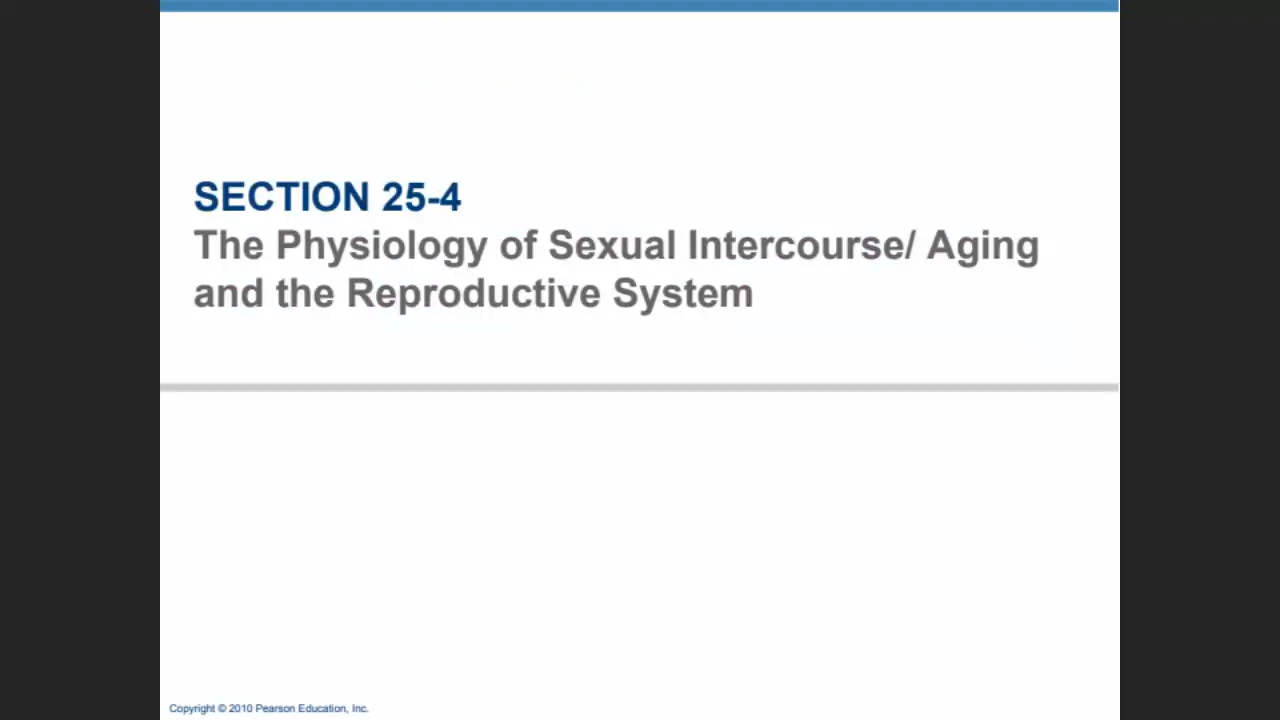 SECTION 25-4
The Physiology of Sexual Intercourse/ Aging
and the Reproductive System
Copyright © 2010 Pearson Education, Inc.